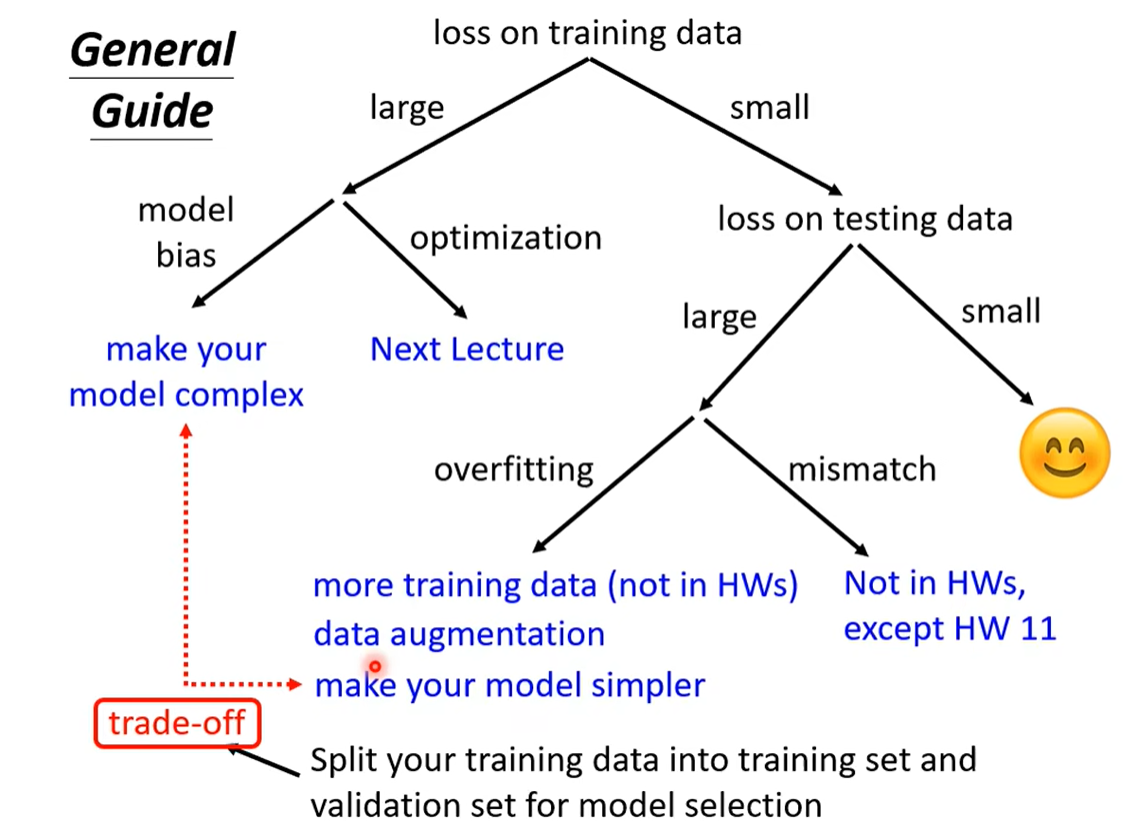 General
Guide
loss on training data
large
small
model
bias
optimization
loss on testing data
make your
model complex
Next Lecture
large
small
overfitting
mismatch
more training data (not in HWs)
data augmentation
make your model simpler
Not in HWs,
except HW 11
trade-off
Split your training data into training set and
validation set for model selection